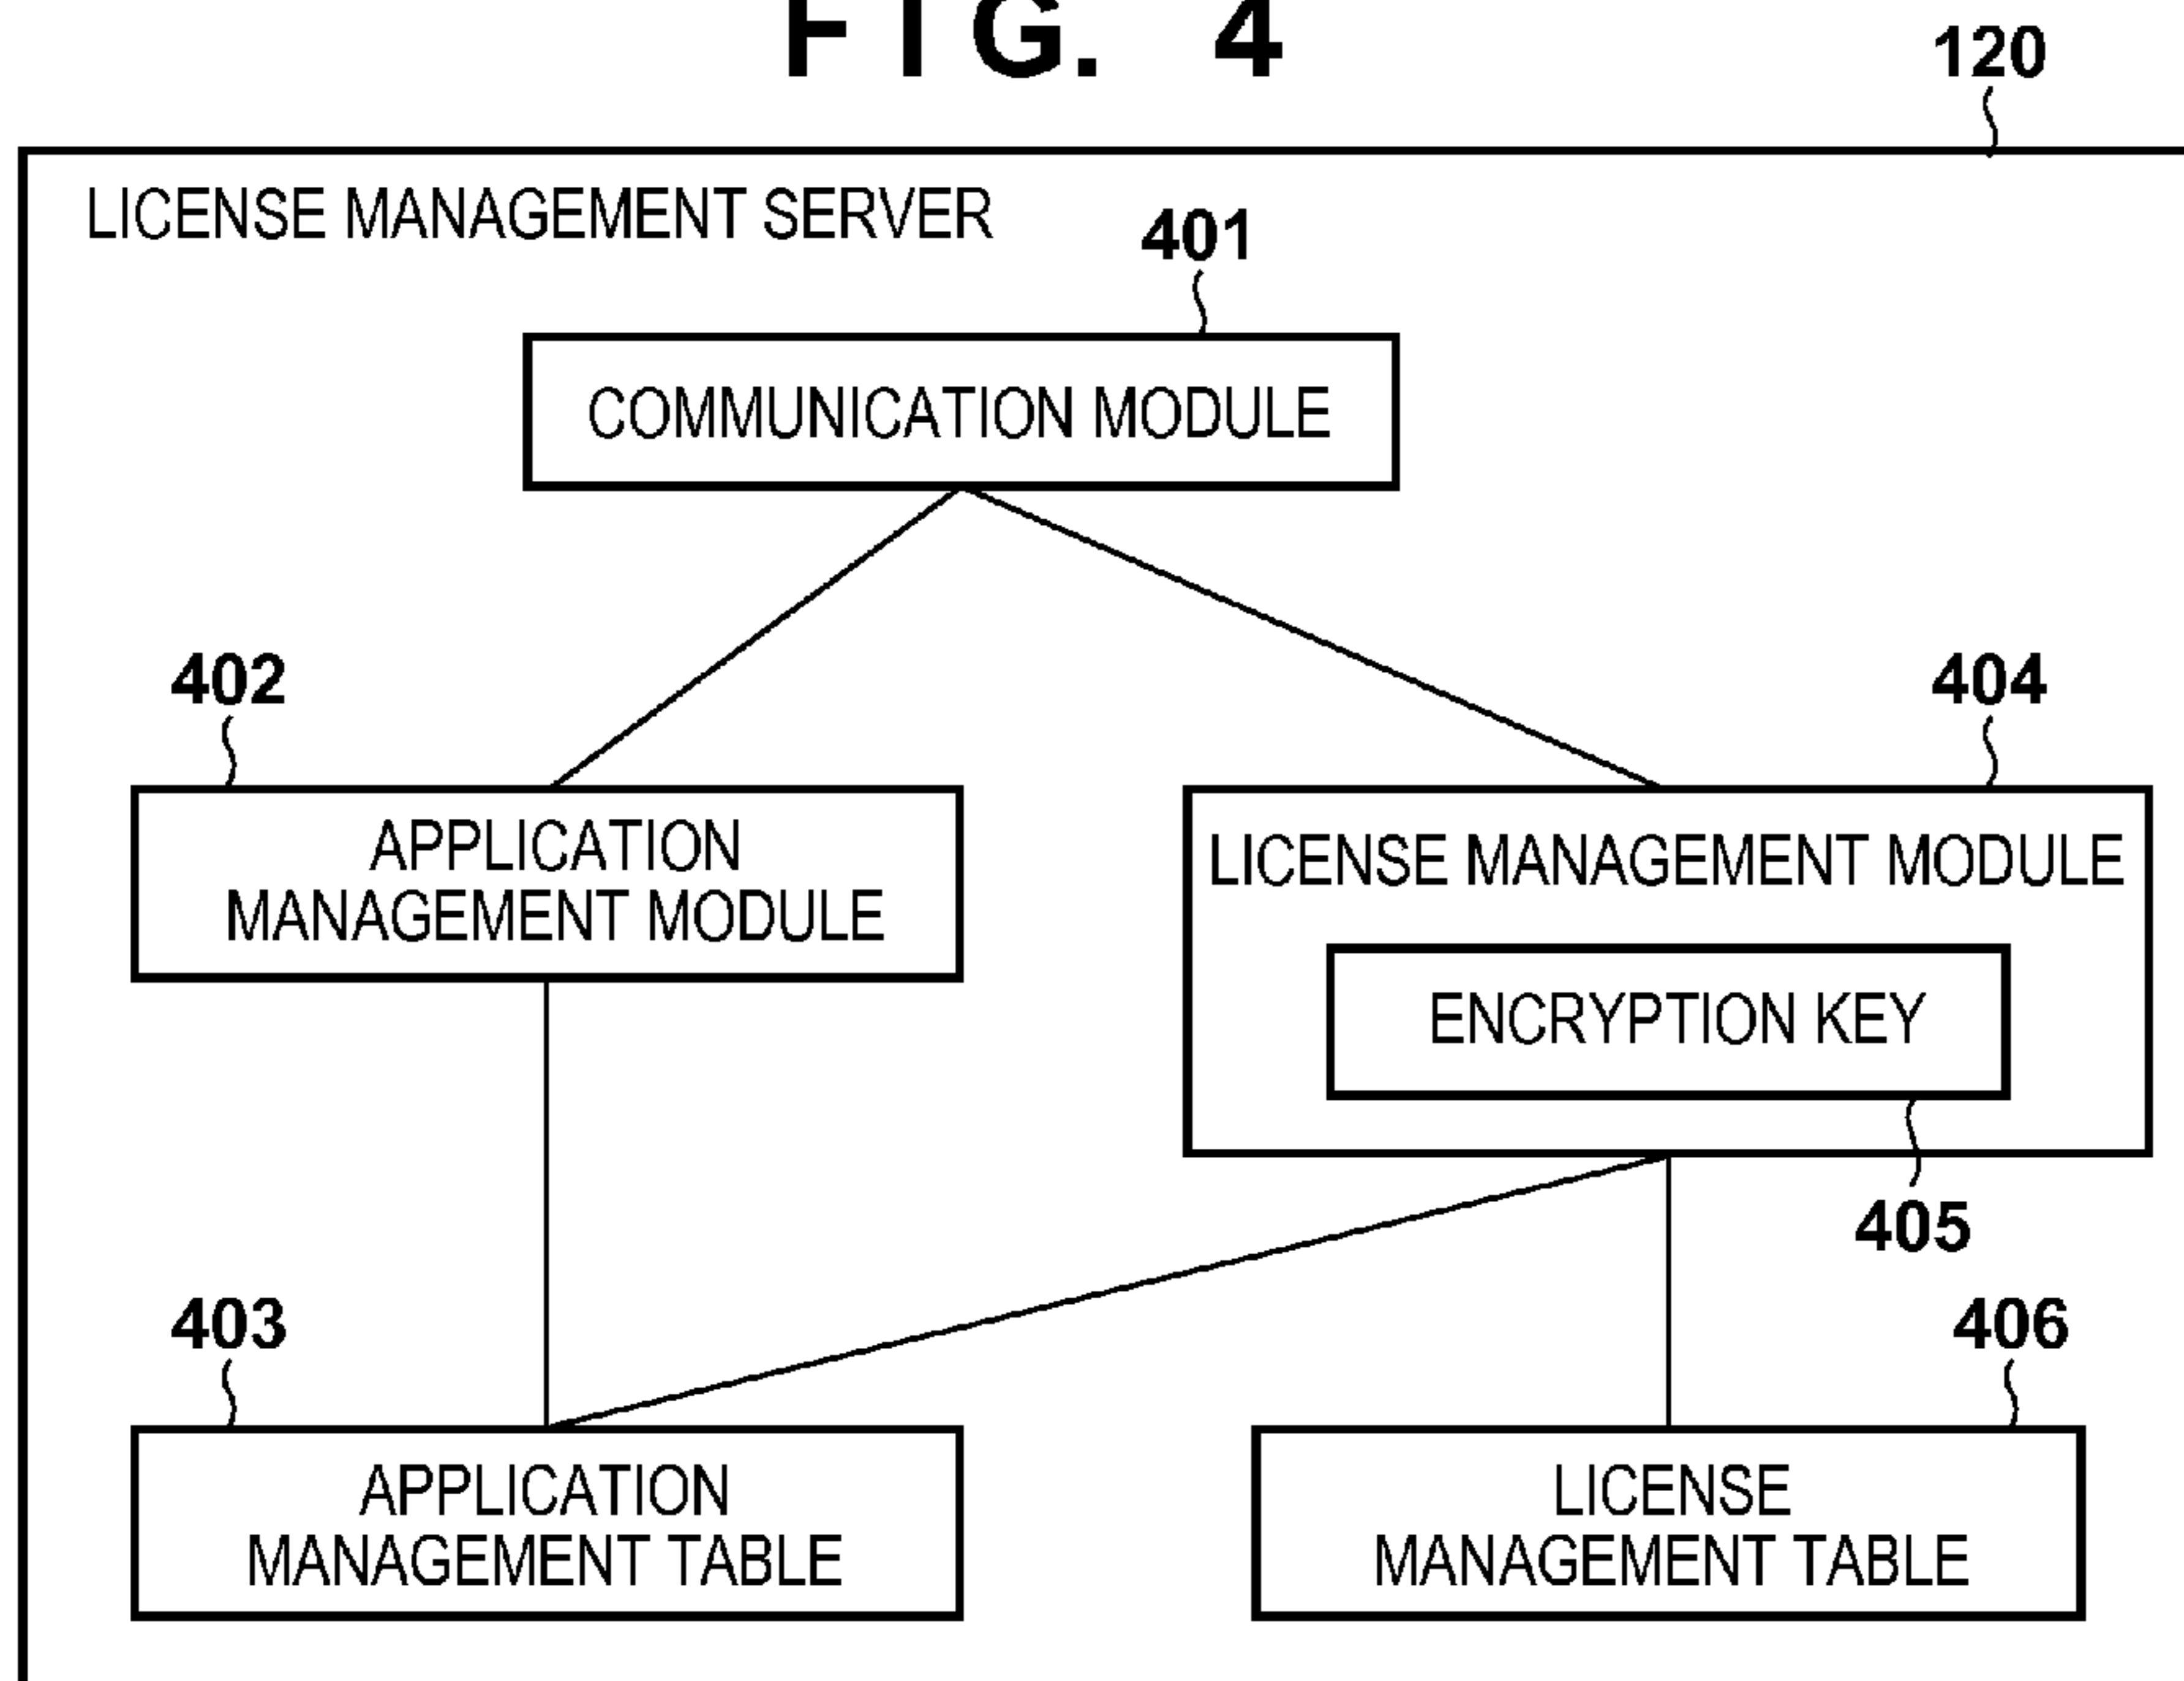 FIG. 4
120
LICENSE MANAGEMENT SERVER
401
COMMUNICATION MODULE
402
404
APPLICATION
MANAGEMENT MODULE
LICENSE MANAGEMENT MODULE
ENCRYPTION KEY
405
403
406
APPLICATION
MANAGEMENT TABLE
LICENSE
MANAGEMENT TABLE